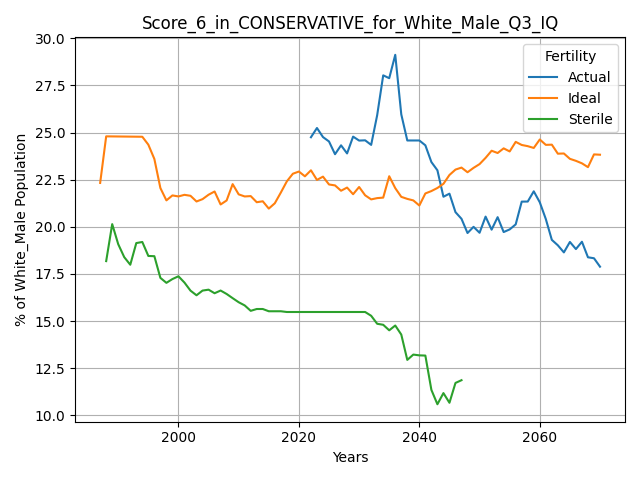 Score_6_in_CONSERVATIVE_for_White_Male_Q3_IQ
30.0
27.5
25.0
22.5
20.0
17.5
15.0
12.5
10.0
% of White_Male Population
Fertility
Actual
Ideal
Sterile
2000
2020
2040
2060
Years